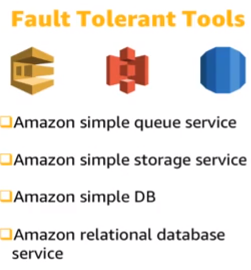 Fault Tolerant Tools
Amazon simple queue service
Amazon simple storage service
Amazon simple DB
Amazon relational database
service